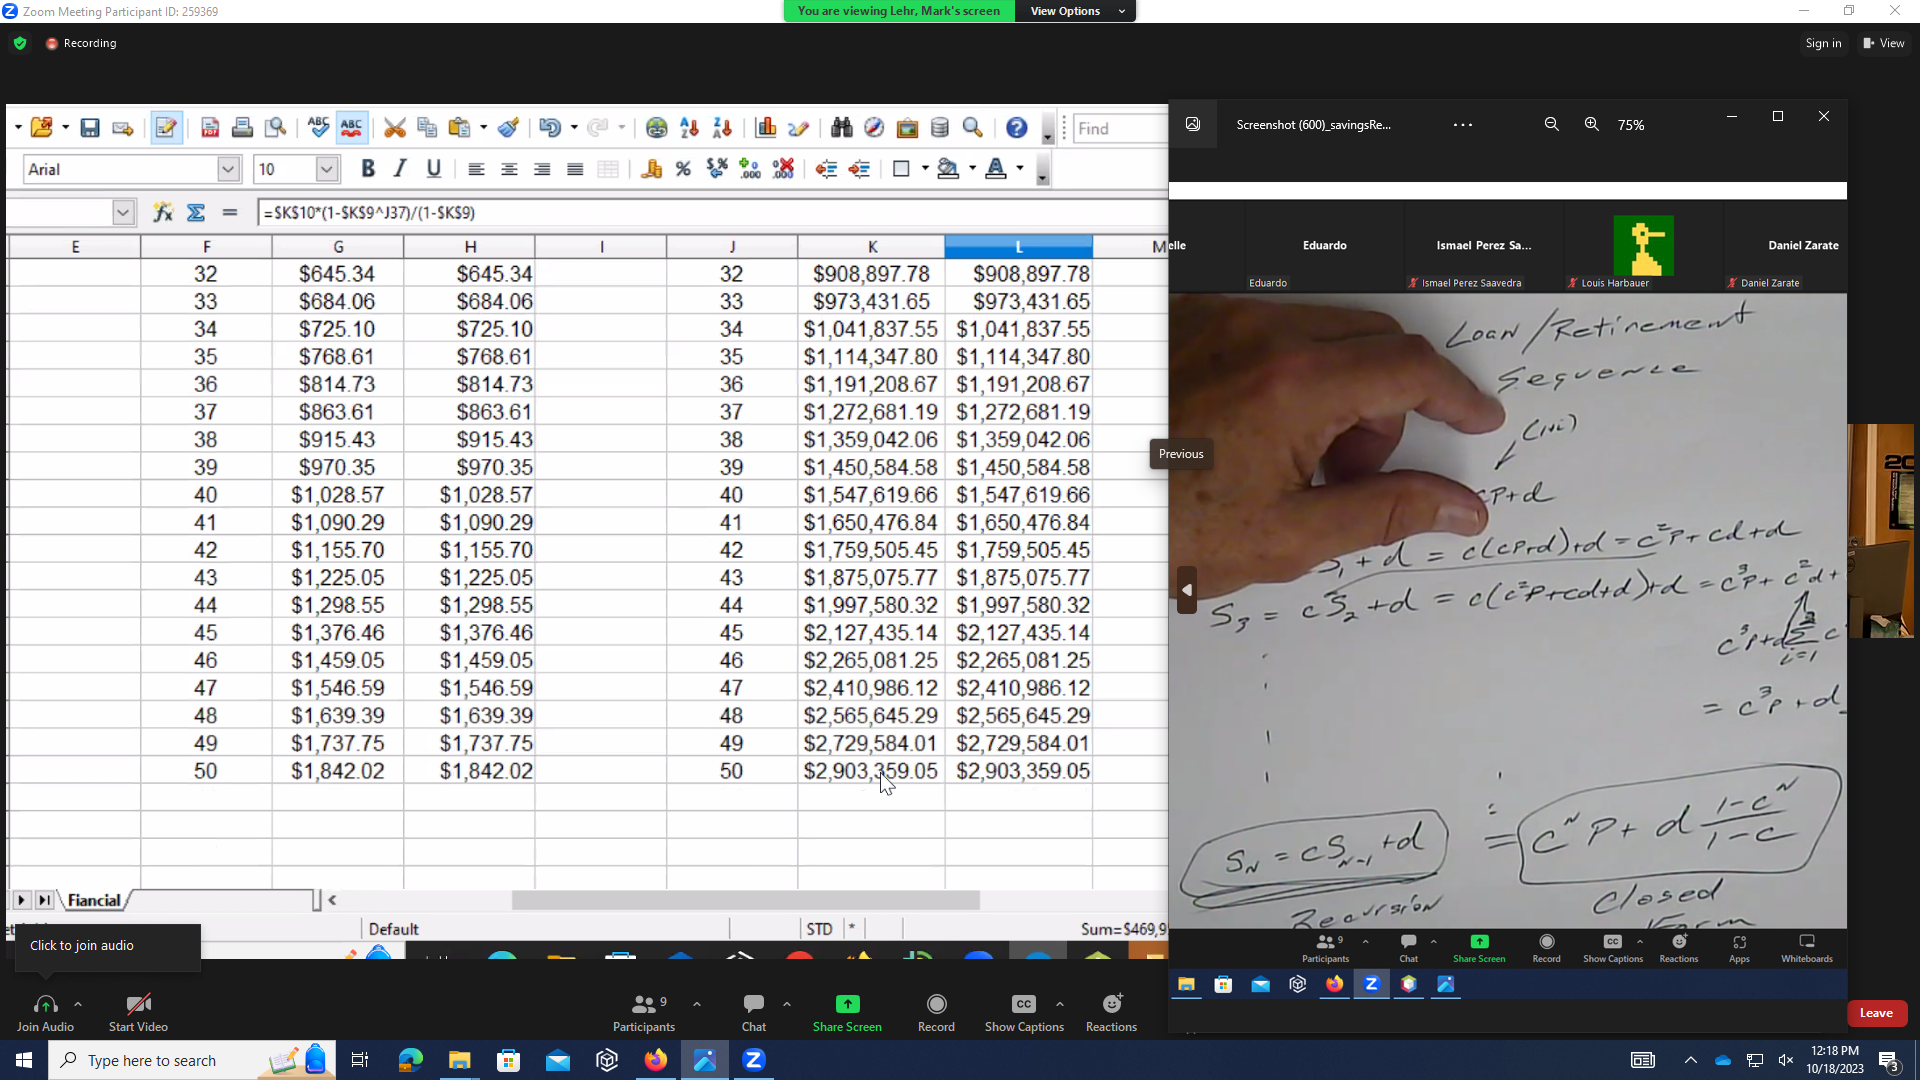 Zoom Meeting Participant ID: 259369
You are viewing Lehr, Mark's screen View Options
Recording
Sign in View
Find
Arial 10 B I U
=$K$10*(1-$K$9^J37)/(1-$K$9)
E F G H I J K L M
32 $645.34 $645.34 32 $908,897.78 $908,897.78
33 $684.06 $684.06 33 $973,431.65 $973,431.65
34 $725.10 $725.10 34 $1,041,837.55 $1,041,837.55
35 $768.61 $768.61 35 $1,114,347.80 $1,114,347.80
36 $814.73 $814.73 36 $1,191,208.67 $1,191,208.67
37 $863.61 $863.61 37 $1,272,681.19 $1,272,681.19
38 $915.43 $915.43 38 $1,359,042.06 $1,359,042.06
39 $970.35 $970.35 39 $1,450,584.58 $1,450,584.58
40 $1,028.57 $1,028.57 40 $1,547,619.66 $1,547,619.66
41 $1,090.29 $1,090.29 41 $1,650,476.84 $1,650,476.84
42 $1,155.70 $1,155.70 42 $1,759,505.45 $1,759,505.45
43 $1,225.05 $1,225.05 43 $1,875,075.77 $1,875,075.77
44 $1,298.55 $1,298.55 44 $1,997,580.32 $1,997,580.32
45 $1,376.46 $1,376.46 45 $2,127,435.14 $2,127,435.14
46 $1,459.05 $1,459.05 46 $2,265,081.25 $2,265,081.25
47 $1,546.59 $1,546.59 47 $2,410,986.12 $2,410,986.12
48 $1,639.39 $1,639.39 48 $2,565,645.29 $2,565,645.29
49 $1,737.75 $1,737.75 49 $2,729,584.01 $2,729,584.01
50 $1,842.02 $1,842.02 50 $2,903,359.05 $2,903,359.05
Fiancial
Default STD * Sum=$469,9
Click to join audio
Screenshot (600)_savingsRe... ... 75%
elle Eduardo Ismael Perez Sa... Daniel Zarate
Eduardo Ismael Perez Saavedra Louis Harbauer Daniel Zarate
Previous
Loan/Retirement
Sequence
(1+i)
cP+d
S₁ + d = c(cP+d)+d = c²P + cd + d
S₃ = cS₂ + d = c(c²P+cd+d)+d = c³P + c²d +
= c³P + d
S_N = cS_{N-1} + d = c^N P + d (1-c^N)/(1-c)
Recursion Closed
Form
Participants 9 Chat Share Screen Record Show Captions Reactions Apps Whiteboards
Join Audio Start Video Participants 9 Chat Share Screen Record Show Captions Reactions Leave
Type here to search
12:18 PM
10/18/2023
3